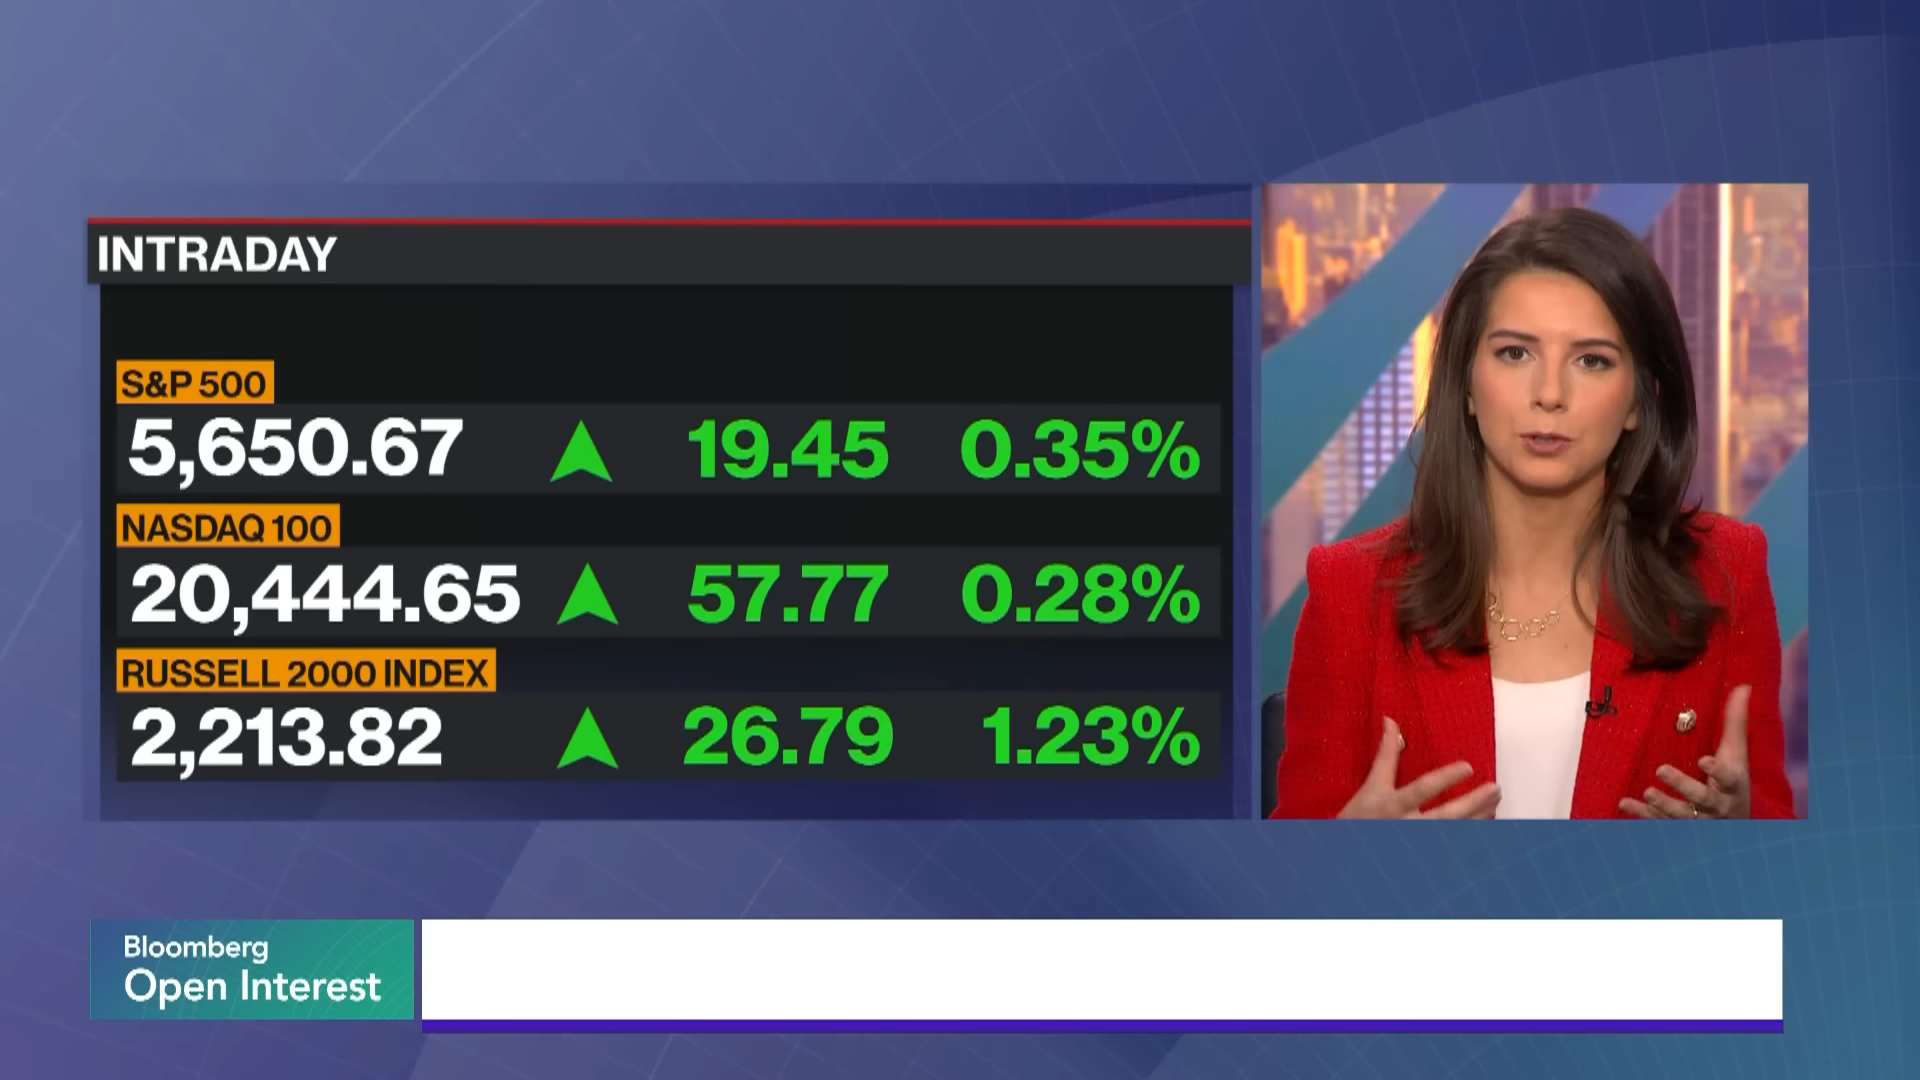 INTRADAY
S&P 500
5,650.67 ▲ 19.45 0.35%
NASDAQ 100
20,444.65 ▲ 57.77 0.28%
RUSSELL 2000 INDEX
2,213.82 ▲ 26.79 1.23%
Bloomberg
Open Interest